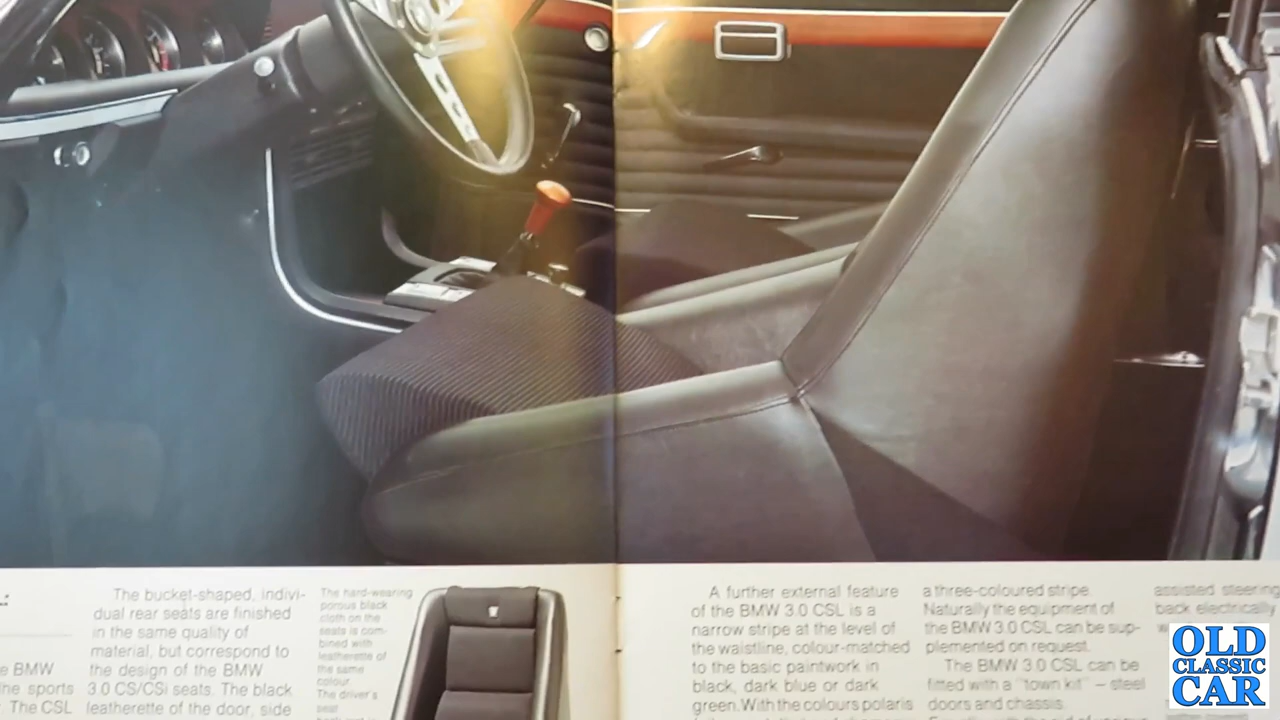 e BMW
he sports
The CSL
The bucket-shaped, indivi-
dual rear seats are finished
in the same quality of
material, but correspond to
the design of the BMW
3.0 CS/CSi seats. The black
leatherette of the door, side
The hard-wearing
porous black
cloth on the
seats is com-
bined with
leatherette of
the same
colour.
The driver's
seat
A further external feature
of the BMW 3.0 CSL is a
narrow stripe at the level of
the waistline, colour-matched
to the basic paintwork in
black, dark blue or dark
green. With the colours polaris
a three-coloured stripe.
Naturally the equipment of
the BMW 3.0 CSL can be sup-
plemented on request.
The BMW 3.0 CSL can be
fitted with a "town kit" – steel
doors and chassis.
assisted steering
back electrically
OLD
CLASSIC
CAR